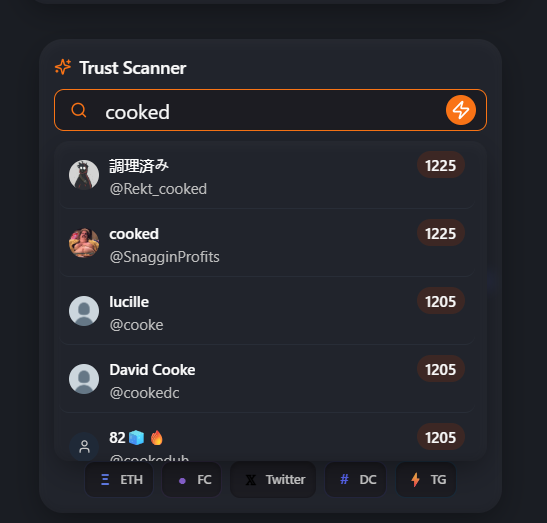 Trust Scanner
cooked
調理済み
1225
@Rekt_cooked
cooked
1225
@SnagginProfits
lucille
1205
@cooke
David Cooke
1205
@cookedc
82🧊🔥
1205
@cookeduh
ETH
FC
Twitter
# DC
TG